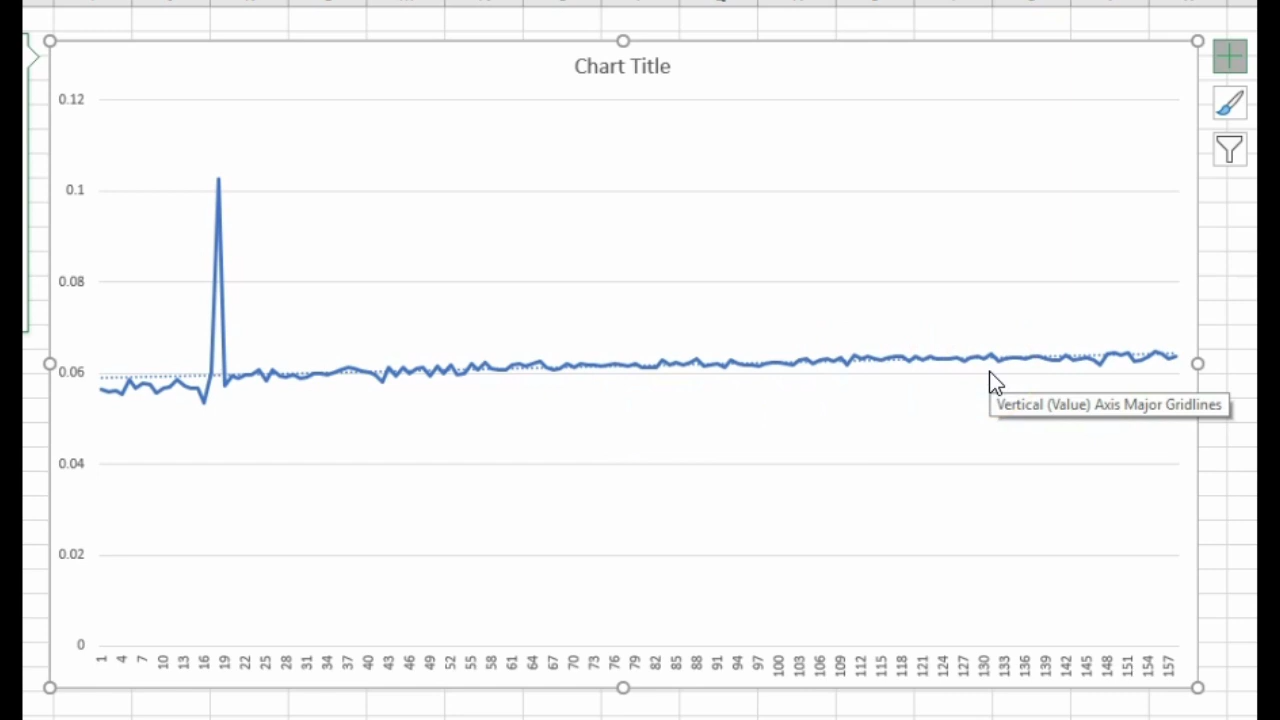 Chart Title
0.12
0.1
0.08
0.06
0.04
0.02
0
Vertical (Value) Axis Major Gridlines
1 4 7 10 13 16 19 22 25 28 31 34 37 40 43 46 49 52 55 58 61 64 67 70 73 76 79 82 85 88 91 94 97 100 103 106 109 112 115 118 121 124 127 130 133 136 139 142 145 148 151 154 157